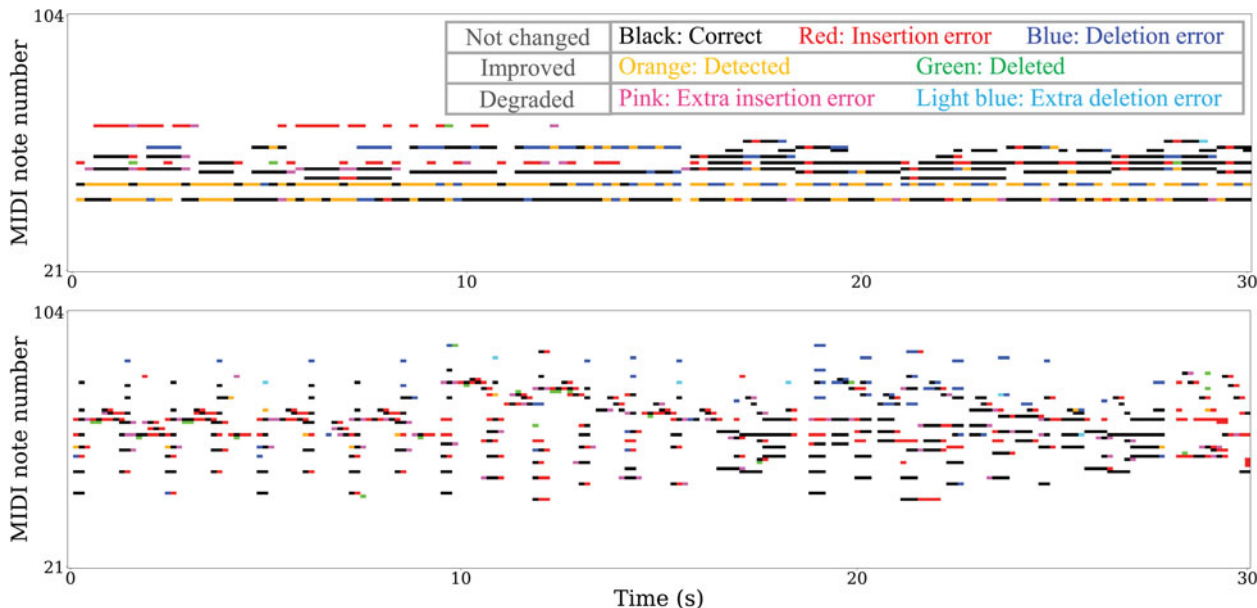 104
Not changed Black: Correct Red: Insertion error Blue: Deletion error
Improved Orange: Detected Green: Deleted
Degraded Pink: Extra insertion error Light blue: Extra deletion error
MIDI note number
21
0 10 20 30
104
MIDI note number
21
0 10 20 30
Time (s)